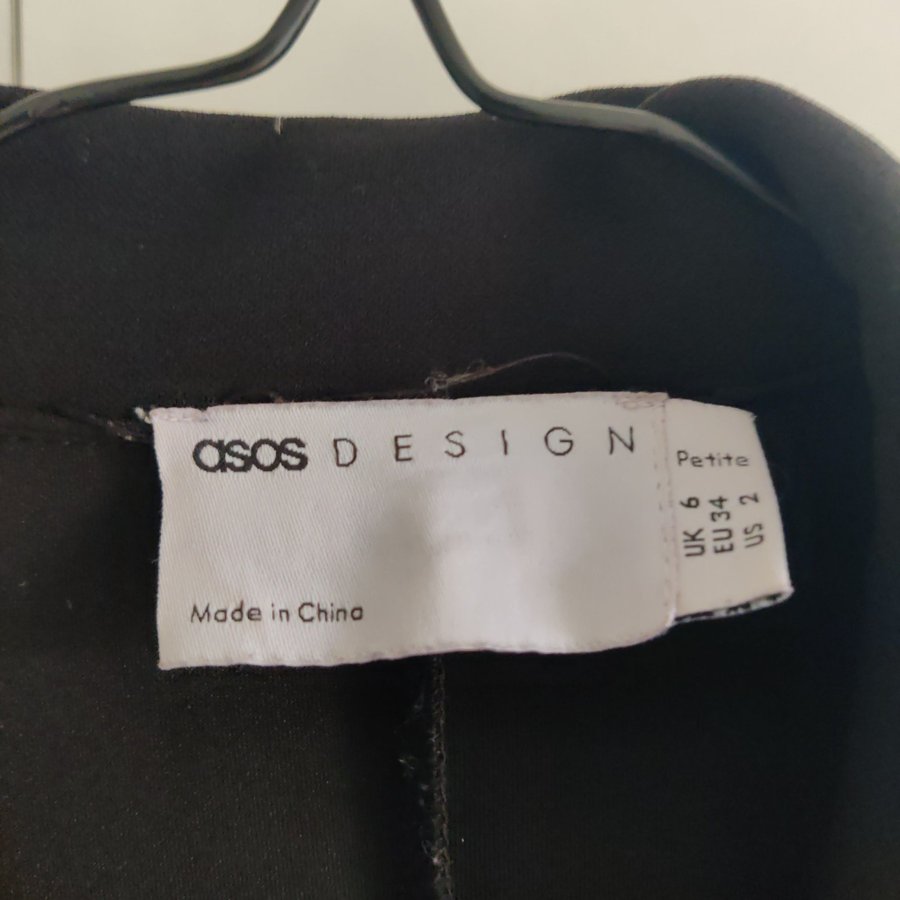 asos DESIGN
Made in China
Petite
UK 6
EU 34
US 2